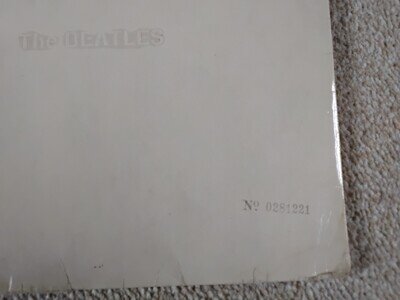 The BEATLES
Nº 0281221